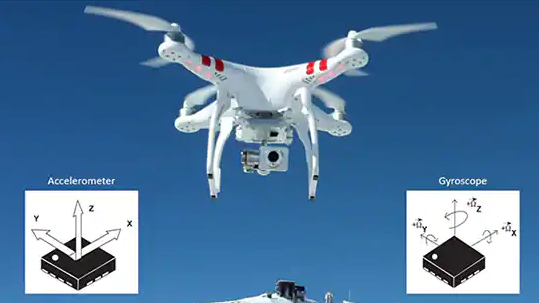 Accelerometer
Z
Y
X
Gyroscope
+Ω⃗Z
+Ω⃗Y
+Ω⃗X